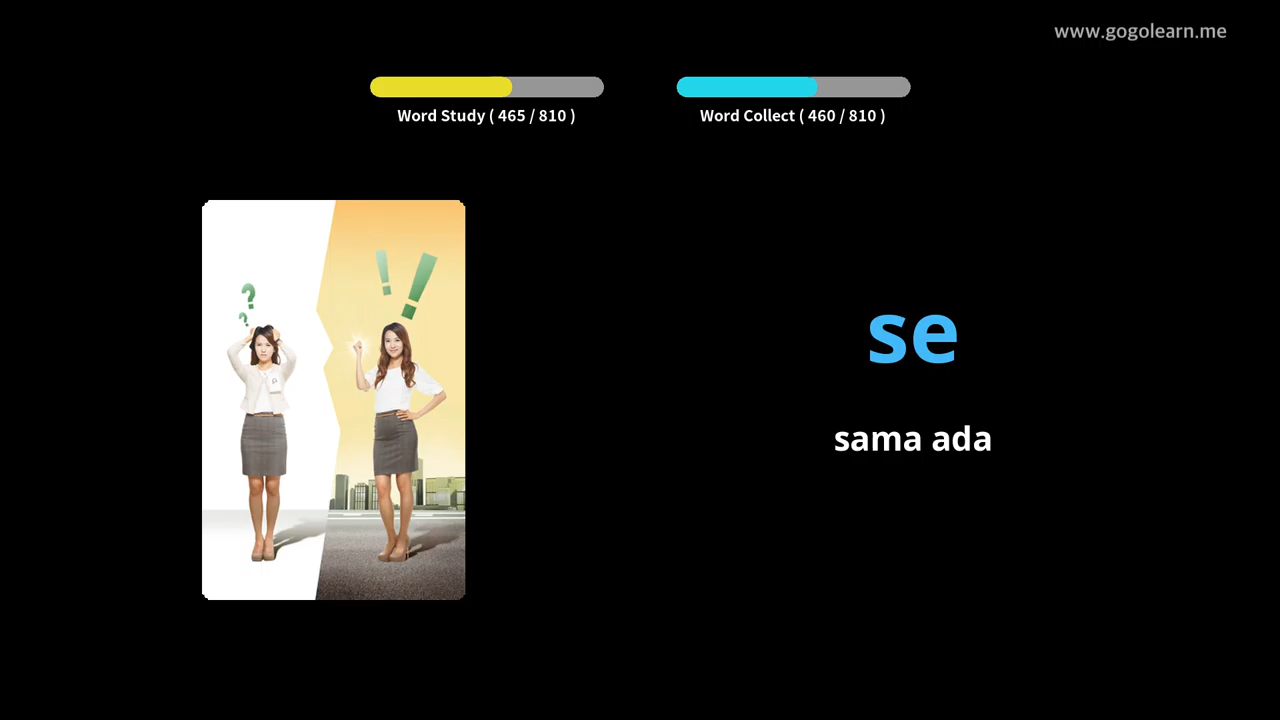 www.gogolearn.me
Word Study ( 465 / 810 )
Word Collect ( 460 / 810 )
? ?
! !
se
sama ada